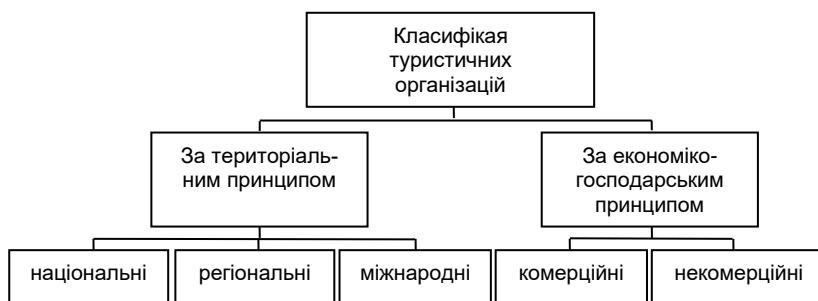 Класифікая
туристичних
організацій
За територіаль-
ним принципом
За економіко-
господарським
принципом
національні
регіональні
міжнародні
комерційні
некомерційні